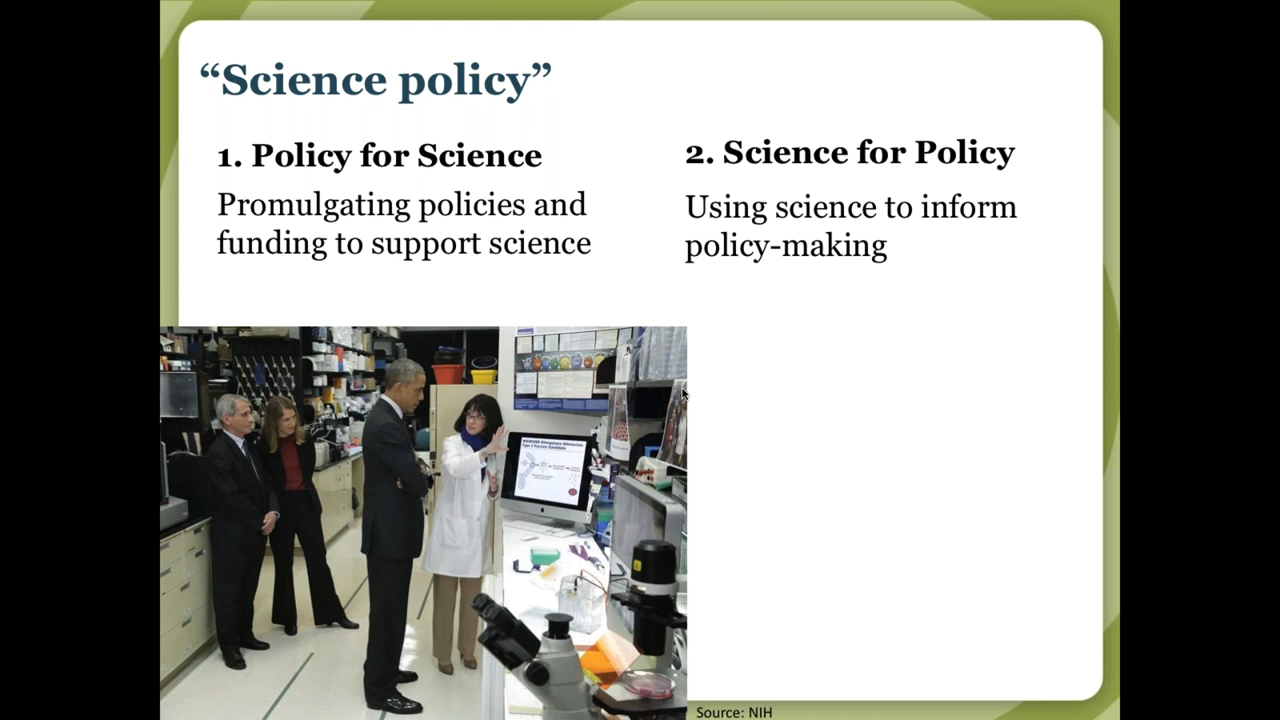 “Science policy”
1. Policy for Science
Promulgating policies and
funding to support science
2. Science for Policy
Using science to inform
policy-making
Source: NIH